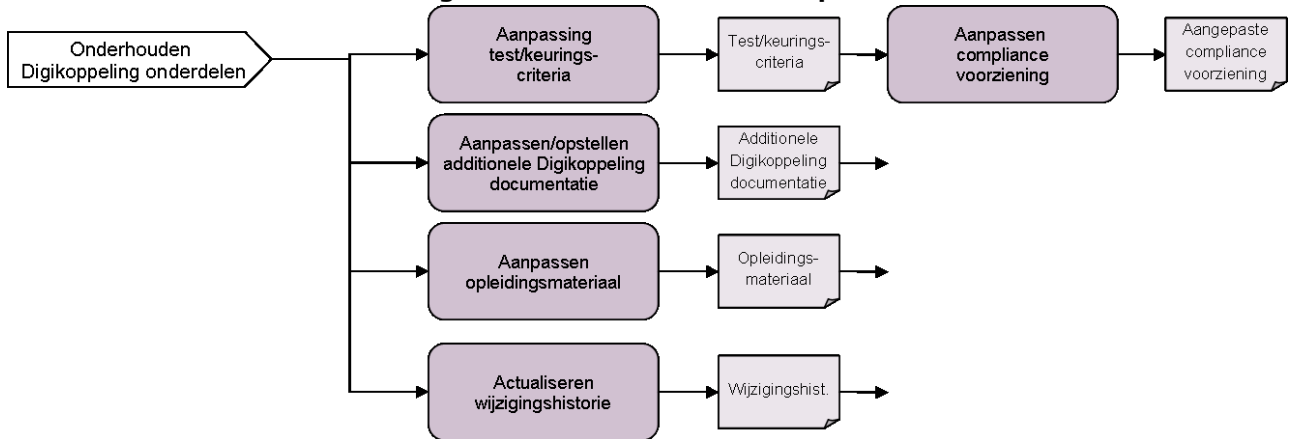 Onderhouden
Digikoppeling onderdelen
Aanpassing
test/keurings-
criteria
Test/keurings-
criteria
Aanpassen
compliance
voorziening
Aangepaste
compliance
voorziening
Aanpassen/opstellen
additionele Digikoppeling
documentatie
Additionele
Digikoppeling
documentatie
Aanpassen
opleidingsmateriaal
Opleidings-
materiaal
Actualiseren
wijzigingshistorie
Wijzigingshist.